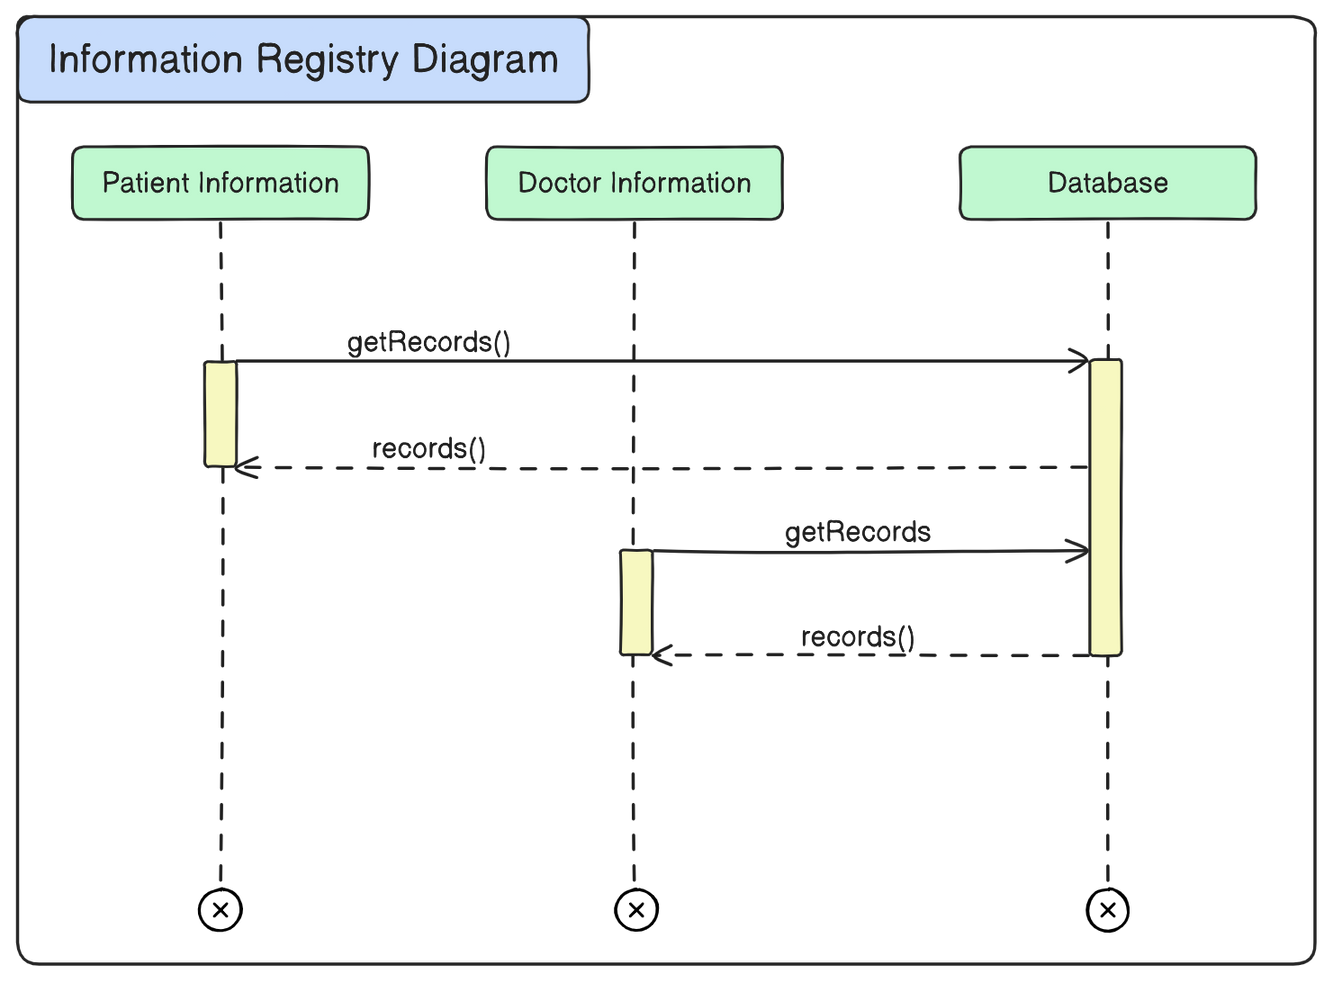 Information Registry Diagram
Patient Information
Doctor Information
Database
getRecords()
records()
getRecords
records()